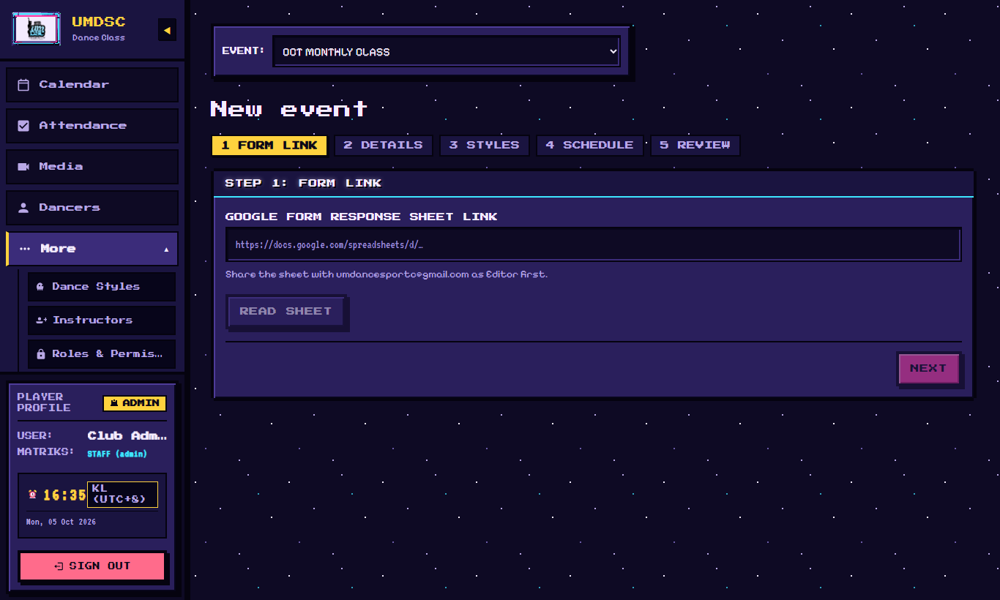 UMDSC
Dance Class
Calendar
Attendance
Media
Dancers
More
Dance Styles
Instructors
Roles & Permis…
PLAYER PROFILE
ADMIN
USER: Club Adm…
MATRIKS: STAFF (admin)
16:35 KL (UTC+8)
Mon, 05 Oct 2026
SIGN OUT
EVENT: OCT MONTHLY CLASS
New event
1 FORM LINK
2 DETAILS
3 STYLES
4 SCHEDULE
5 REVIEW
STEP 1: FORM LINK
GOOGLE FORM RESPONSE SHEET LINK
https://docs.google.com/spreadsheets/d/…
Share the sheet with umdancesportc@gmail.com as Editor first.
READ SHEET
NEXT